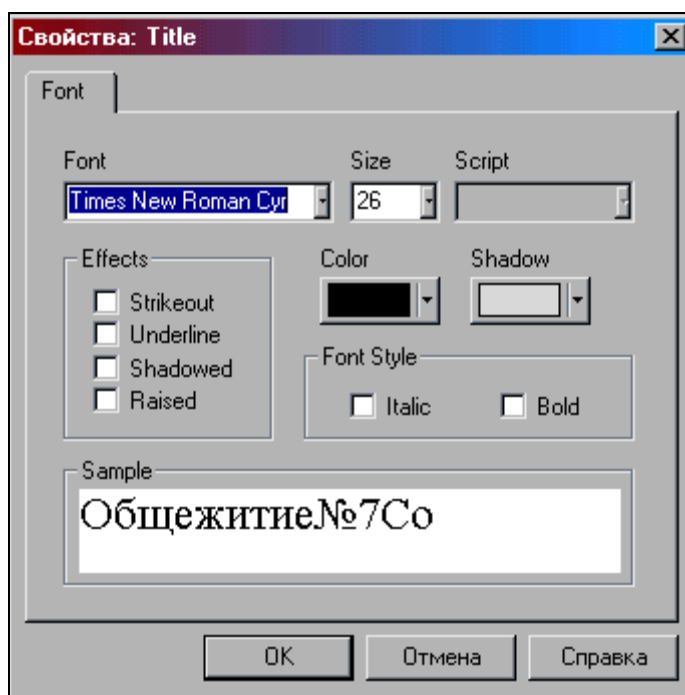 Свойства: Title
Font
Font Size Script
Times New Roman Cyr 26
Effects Color Shadow
Strikeout
Underline
Shadowed
Raised
Font Style
Italic Bold
Sample
Общежитие№7Со
OK Отмена Справка